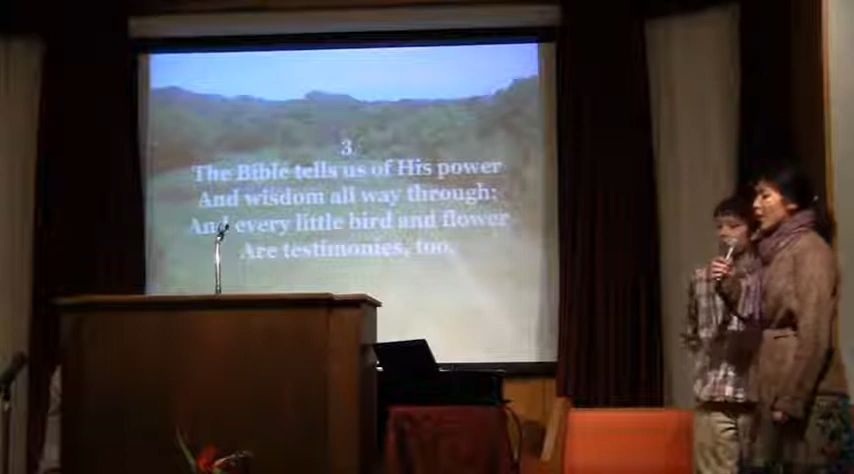 3
The Bible tells us of His power
And wisdom all way through;
And every little bird and flower
Are testimonies, too.